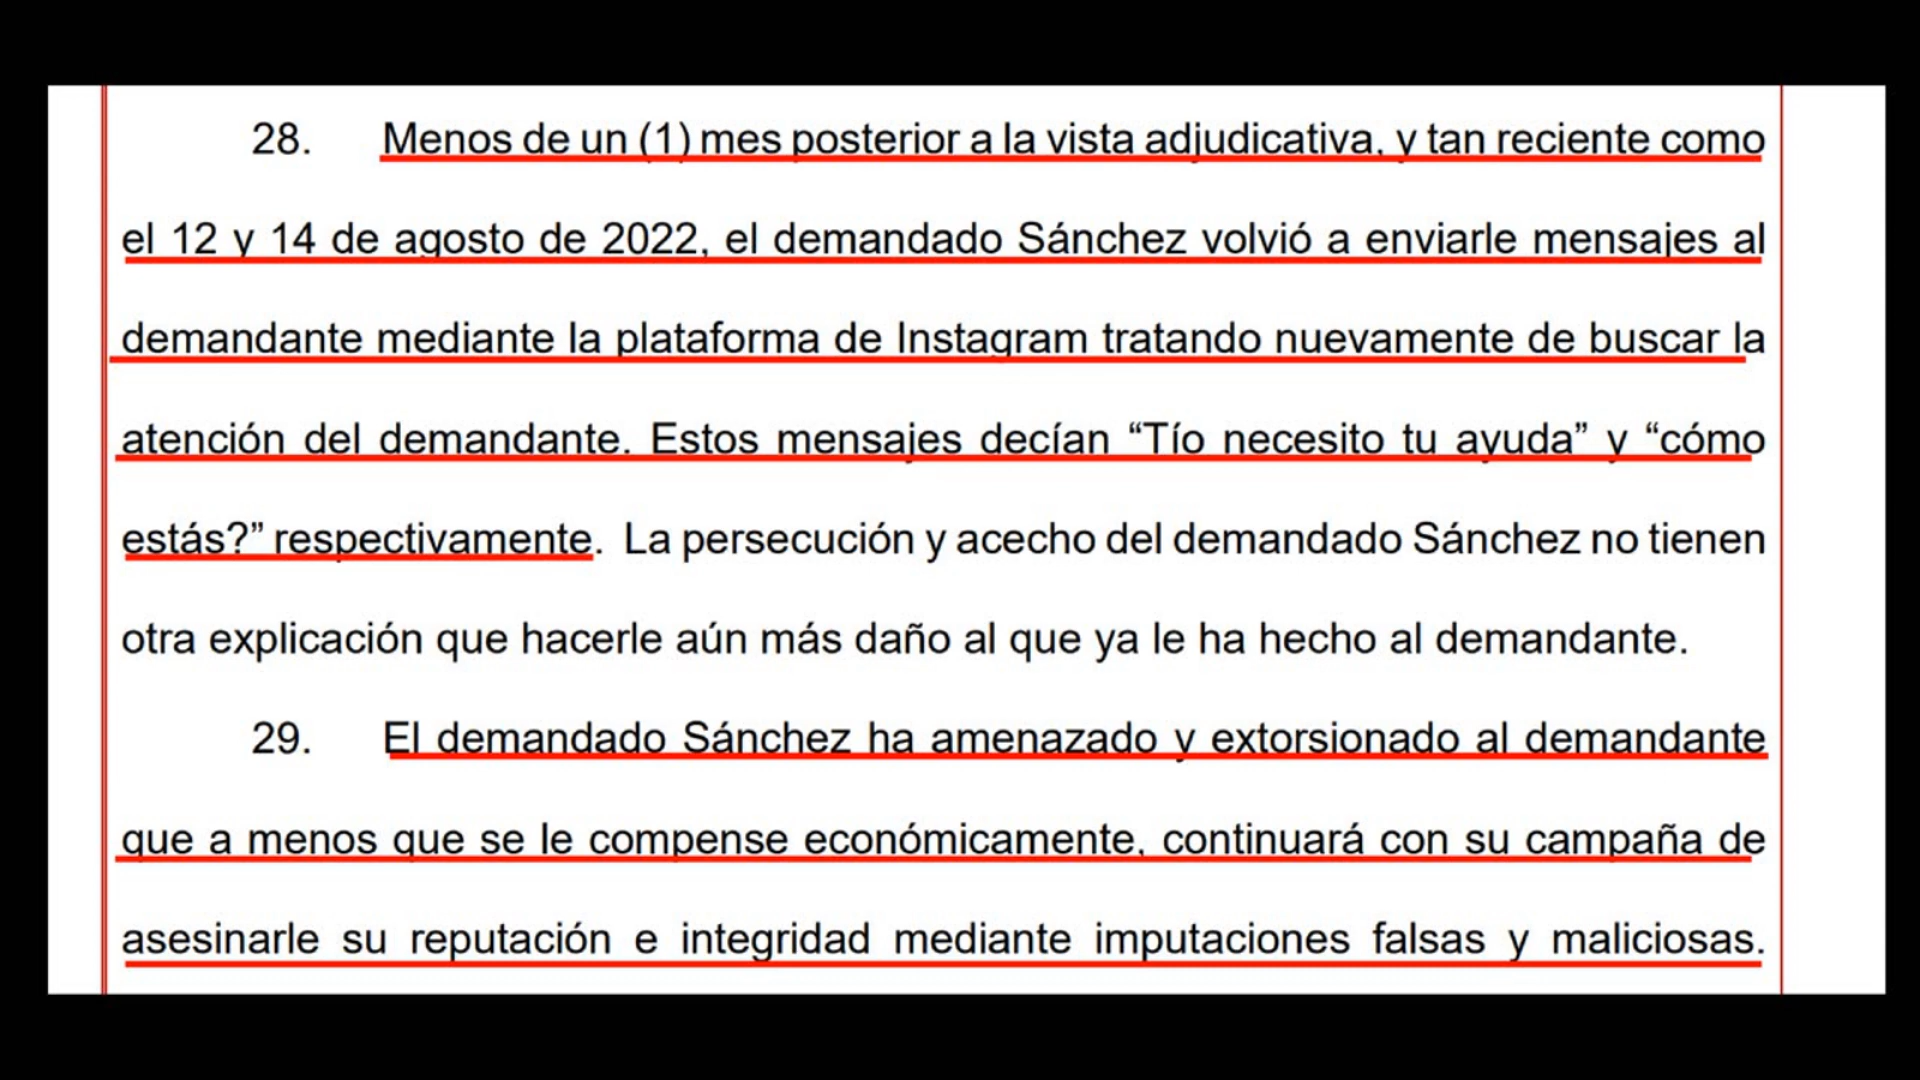 28. Menos de un (1) mes posterior a la vista adjudicativa, y tan reciente como
el 12 y 14 de agosto de 2022, el demandado Sánchez volvió a enviarle mensajes al
demandante mediante la plataforma de Instagram tratando nuevamente de buscar la
atención del demandante. Estos mensajes decían “Tío necesito tu ayuda” y “cómo
estás?” respectivamente. La persecución y acecho del demandado Sánchez no tienen
otra explicación que hacerle aún más daño al que ya le ha hecho al demandante.
29. El demandado Sánchez ha amenazado y extorsionado al demandante
que a menos que se le compense económicamente, continuará con su campaña de
asesinarle su reputación e integridad mediante imputaciones falsas y maliciosas.